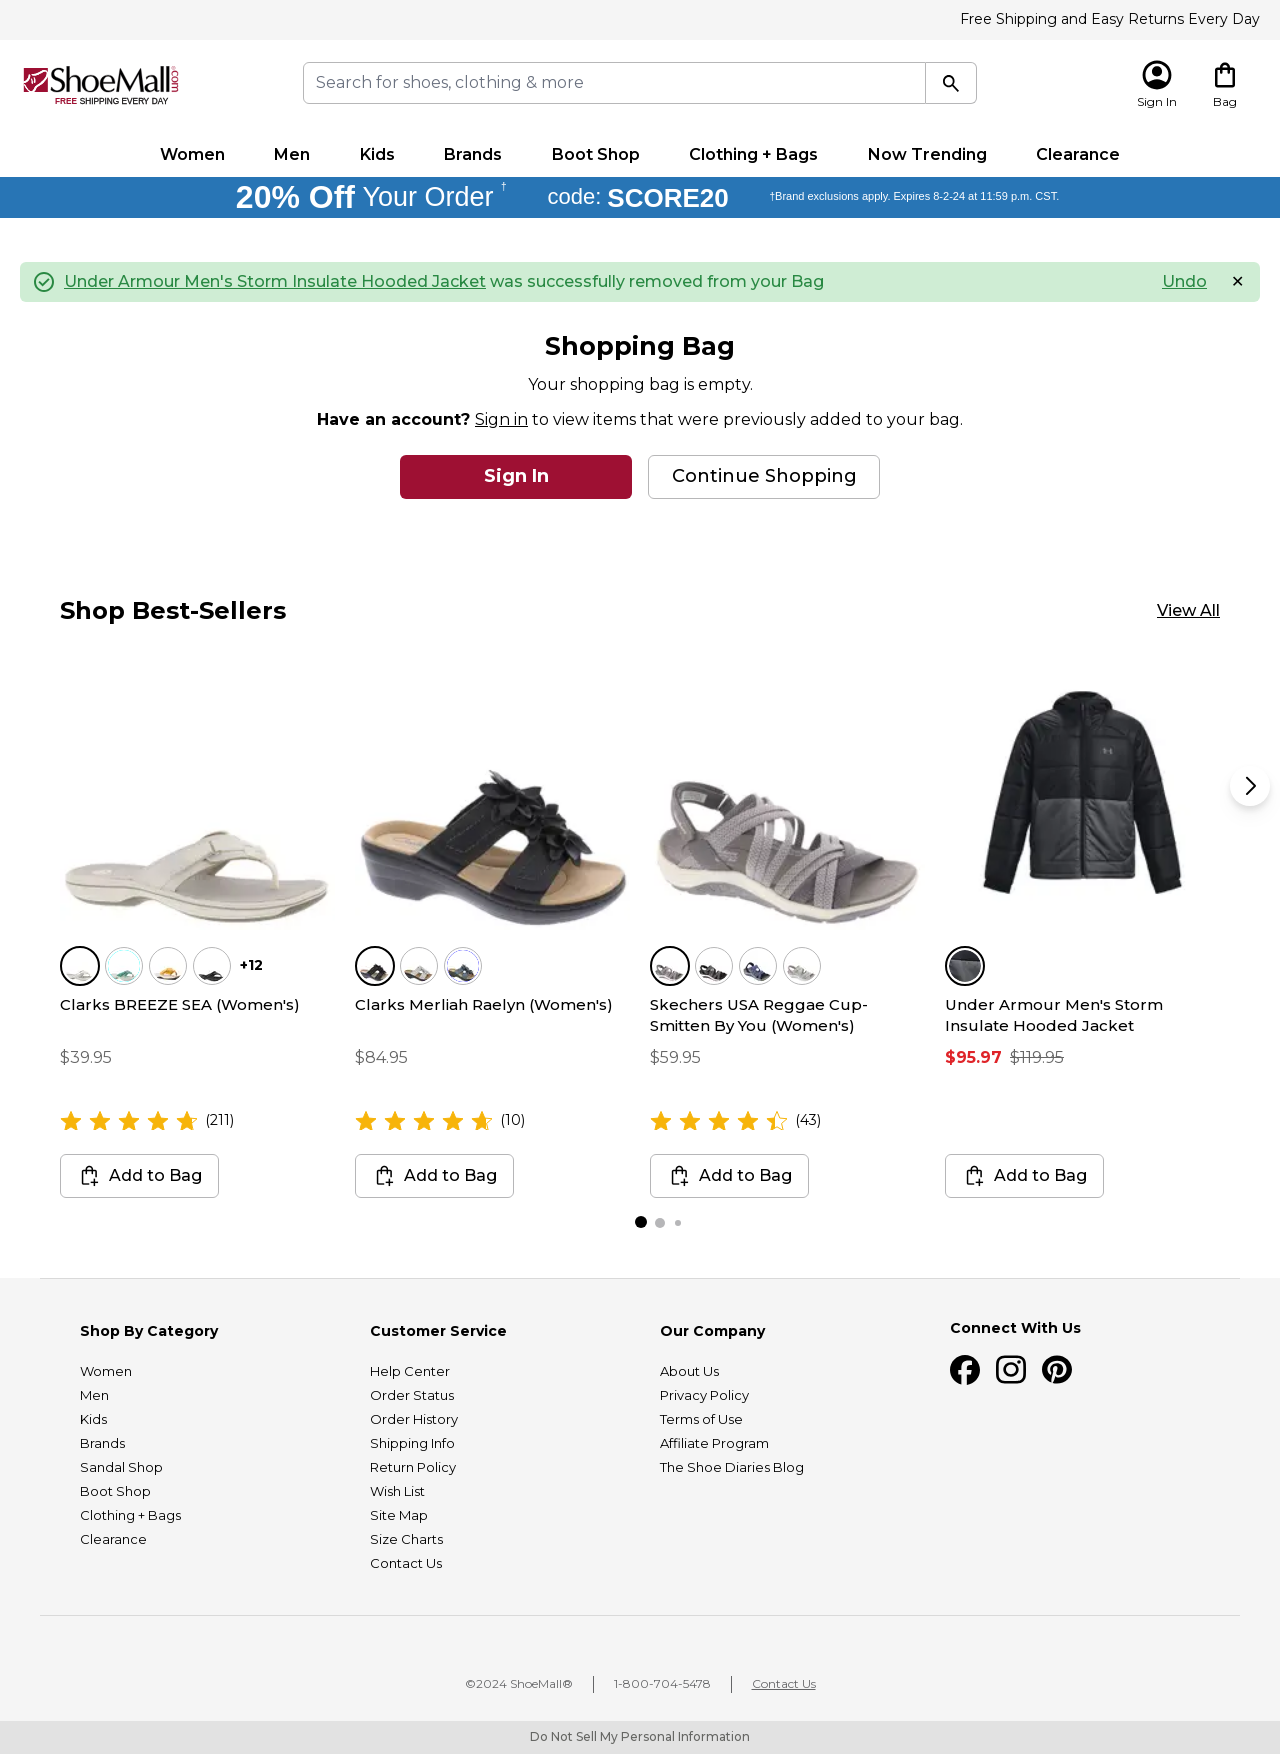 Free Shipping and Easy Returns Every Day
ShoeMall.com®
FREE SHIPPING EVERY DAY
Search for shoes, clothing & more
Sign In
Bag
Women Men Kids Brands Boot Shop Clothing + Bags Now Trending Clearance
20% Off Your Order † code: SCORE20 †Brand exclusions apply. Expires 8-2-24 at 11:59 p.m. CST.
Under Armour Men's Storm Insulate Hooded Jacket was successfully removed from your Bag Undo ✕
Shopping Bag
Your shopping bag is empty.
Have an account? Sign in to view items that were previously added to your bag.
Sign In
Continue Shopping
Shop Best-Sellers
View All
+12
Clarks BREEZE SEA (Women's)
$39.95
(211)
Add to Bag
Clarks Merliah Raelyn (Women's)
$84.95
(10)
Add to Bag
Skechers USA Reggae Cup-
Smitten By You (Women's)
$59.95
(43)
Add to Bag
Under Armour Men's Storm
Insulate Hooded Jacket
$95.97 $119.95
Add to Bag
Shop By Category
Women
Men
Kids
Brands
Sandal Shop
Boot Shop
Clothing + Bags
Clearance
Customer Service
Help Center
Order Status
Order History
Shipping Info
Return Policy
Wish List
Site Map
Size Charts
Contact Us
Our Company
About Us
Privacy Policy
Terms of Use
Affiliate Program
The Shoe Diaries Blog
Connect With Us
©2024 ShoeMall® 1-800-704-5478 Contact Us
Do Not Sell My Personal Information